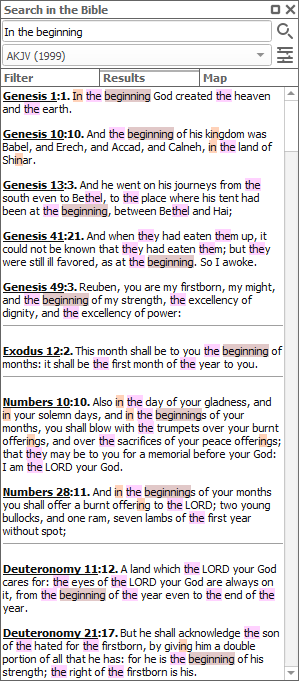 Search in the Bible
In the beginning
AKJV (1999)
Filter Results Map
Genesis 1:1. In the beginning God created the heaven
and the earth.
Genesis 10:10. And the beginning of his kingdom was
Babel, and Erech, and Accad, and Calneh, in the land of
Shinar.
Genesis 13:3. And he went on his journeys from the
south even to Bethel, to the place where his tent had
been at the beginning, between Bethel and Hai;
Genesis 41:21. And when they had eaten them up, it
could not be known that they had eaten them; but they
were still ill favored, as at the beginning. So I awoke.
Genesis 49:3. Reuben, you are my firstborn, my might,
and the beginning of my strength, the excellency of
dignity, and the excellency of power:
Exodus 12:2. This month shall be to you the beginning of
months: it shall be the first month of the year to you.
Numbers 10:10. Also in the day of your gladness, and
in your solemn days, and in the beginnings of your
months, you shall blow with the trumpets over your burnt
offerings, and over the sacrifices of your peace offerings;
that they may be to you for a memorial before your God:
I am the LORD your God.
Numbers 28:11. And in the beginnings of your months
you shall offer a burnt offering to the LORD; two young
bullocks, and one ram, seven lambs of the first year
without spot;
Deuteronomy 11:12. A land which the LORD your God
cares for: the eyes of the LORD your God are always on
it, from the beginning of the year even to the end of the
year.
Deuteronomy 21:17. But he shall acknowledge the son
of the hated for the firstborn, by giving him a double
portion of all that he has: for he is the beginning of his
strength; the right of the firstborn is his.